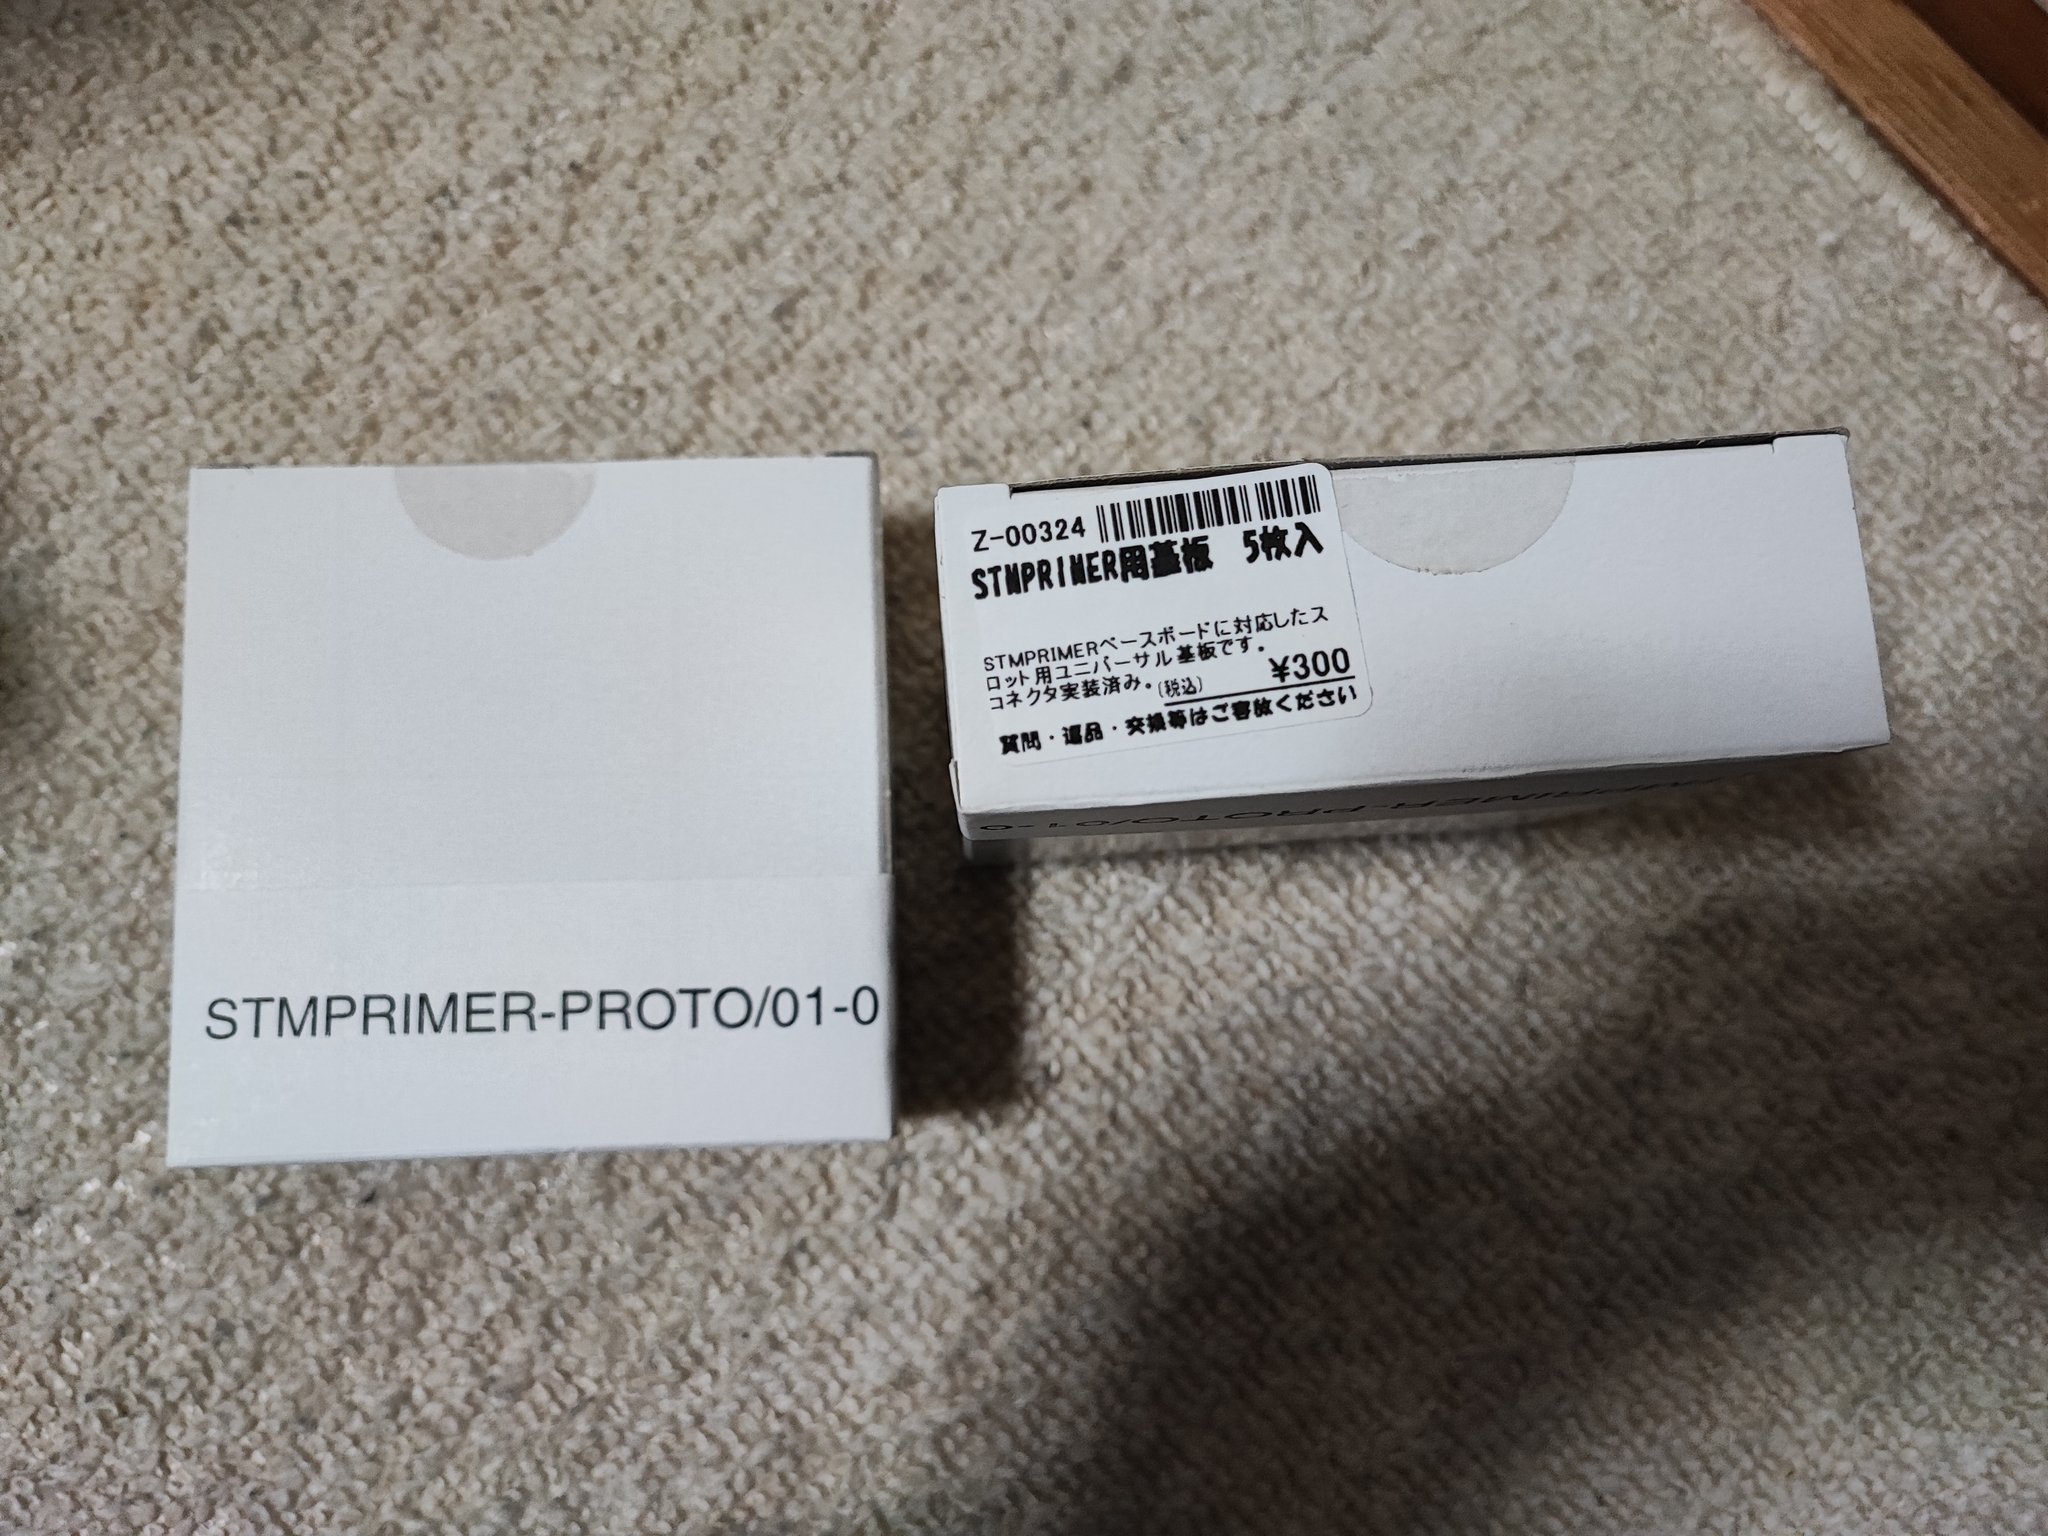 STMPRIMER-PROTO/01-0
Z-00324
STMPRIMER用基板 5枚入
STMPRIMERベースボードに対応したス
ロット用ユニバーサル基板です。
コネクタ実装済み。(税込) ¥300
質問・返品・交換等はご容赦ください
MPRIMER-PROTO/01-0